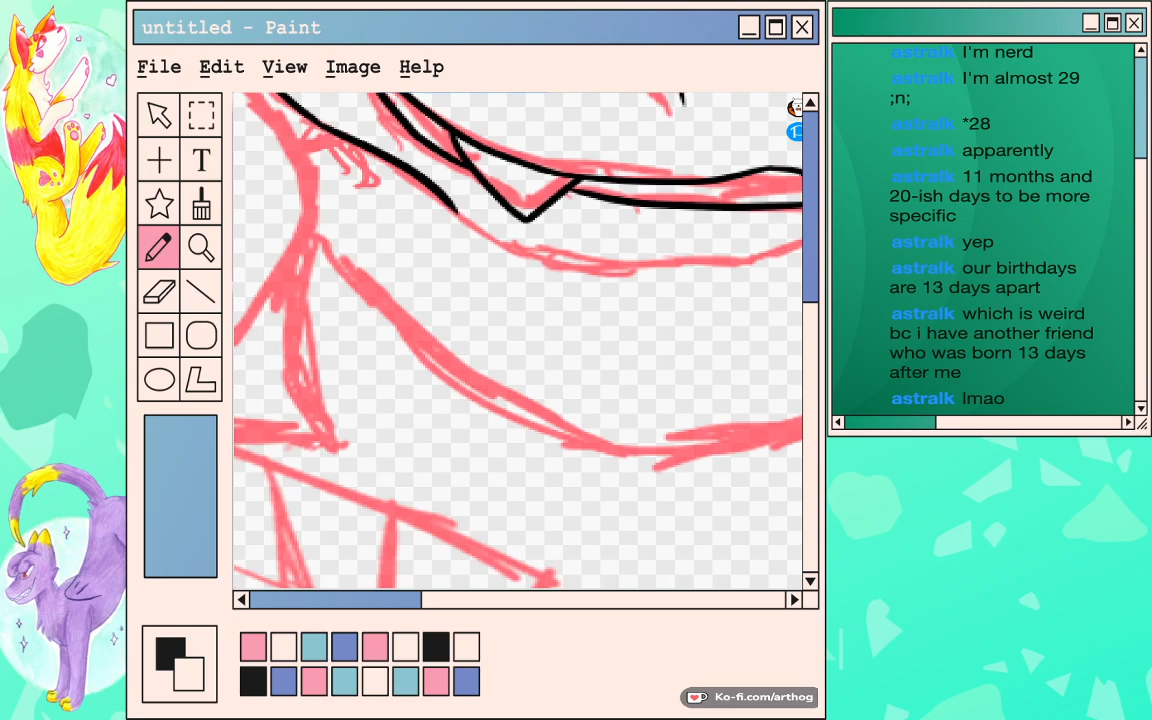 untitled - Paint
File Edit View Image Help
T
Ko-fi.com/arthog
astralk I'm nerd
astralk I'm almost 29
;n;
astralk *28
astralk apparently
astralk 11 months and
20-ish days to be more
specific
astralk yep
astralk our birthdays
are 13 days apart
astralk which is weird
bc i have another friend
who was born 13 days
after me
astralk lmao